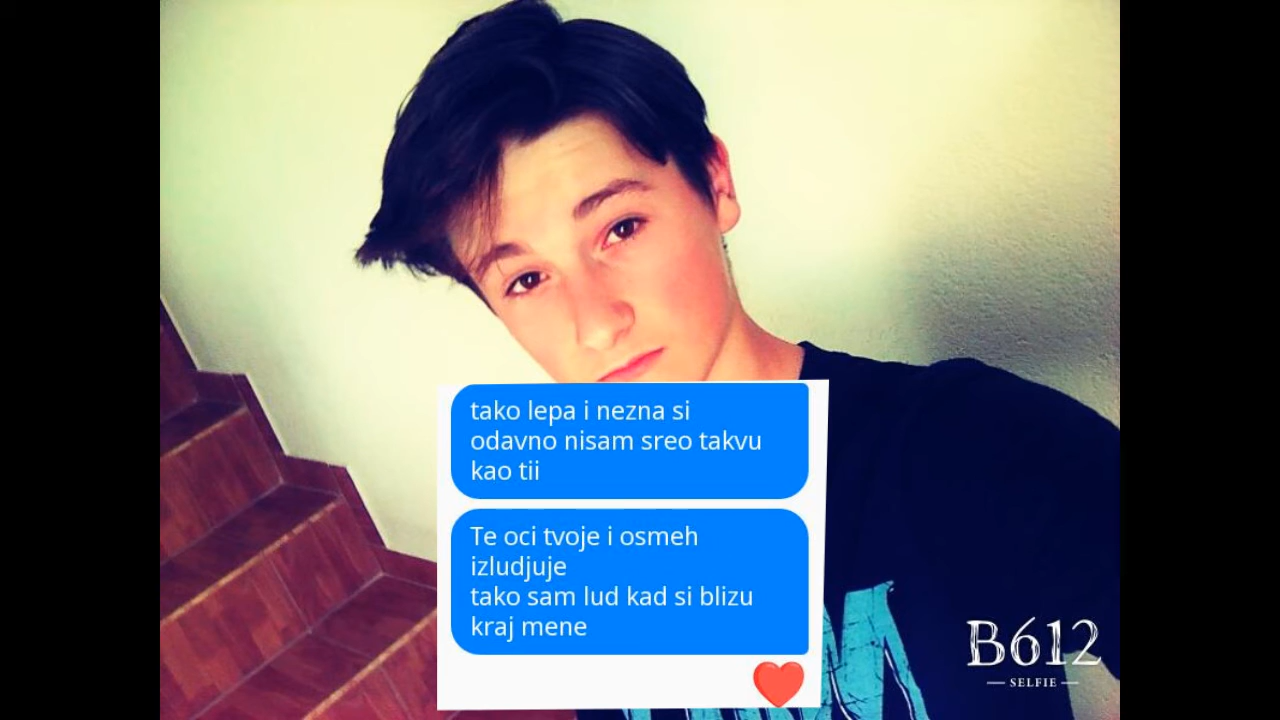 tako lepa i nezna si
odavno nisam sreo takvu
kao tii
Te oci tvoje i osmeh
izludjuje
tako sam lud kad si blizu
kraj mene
B612
SELFIE